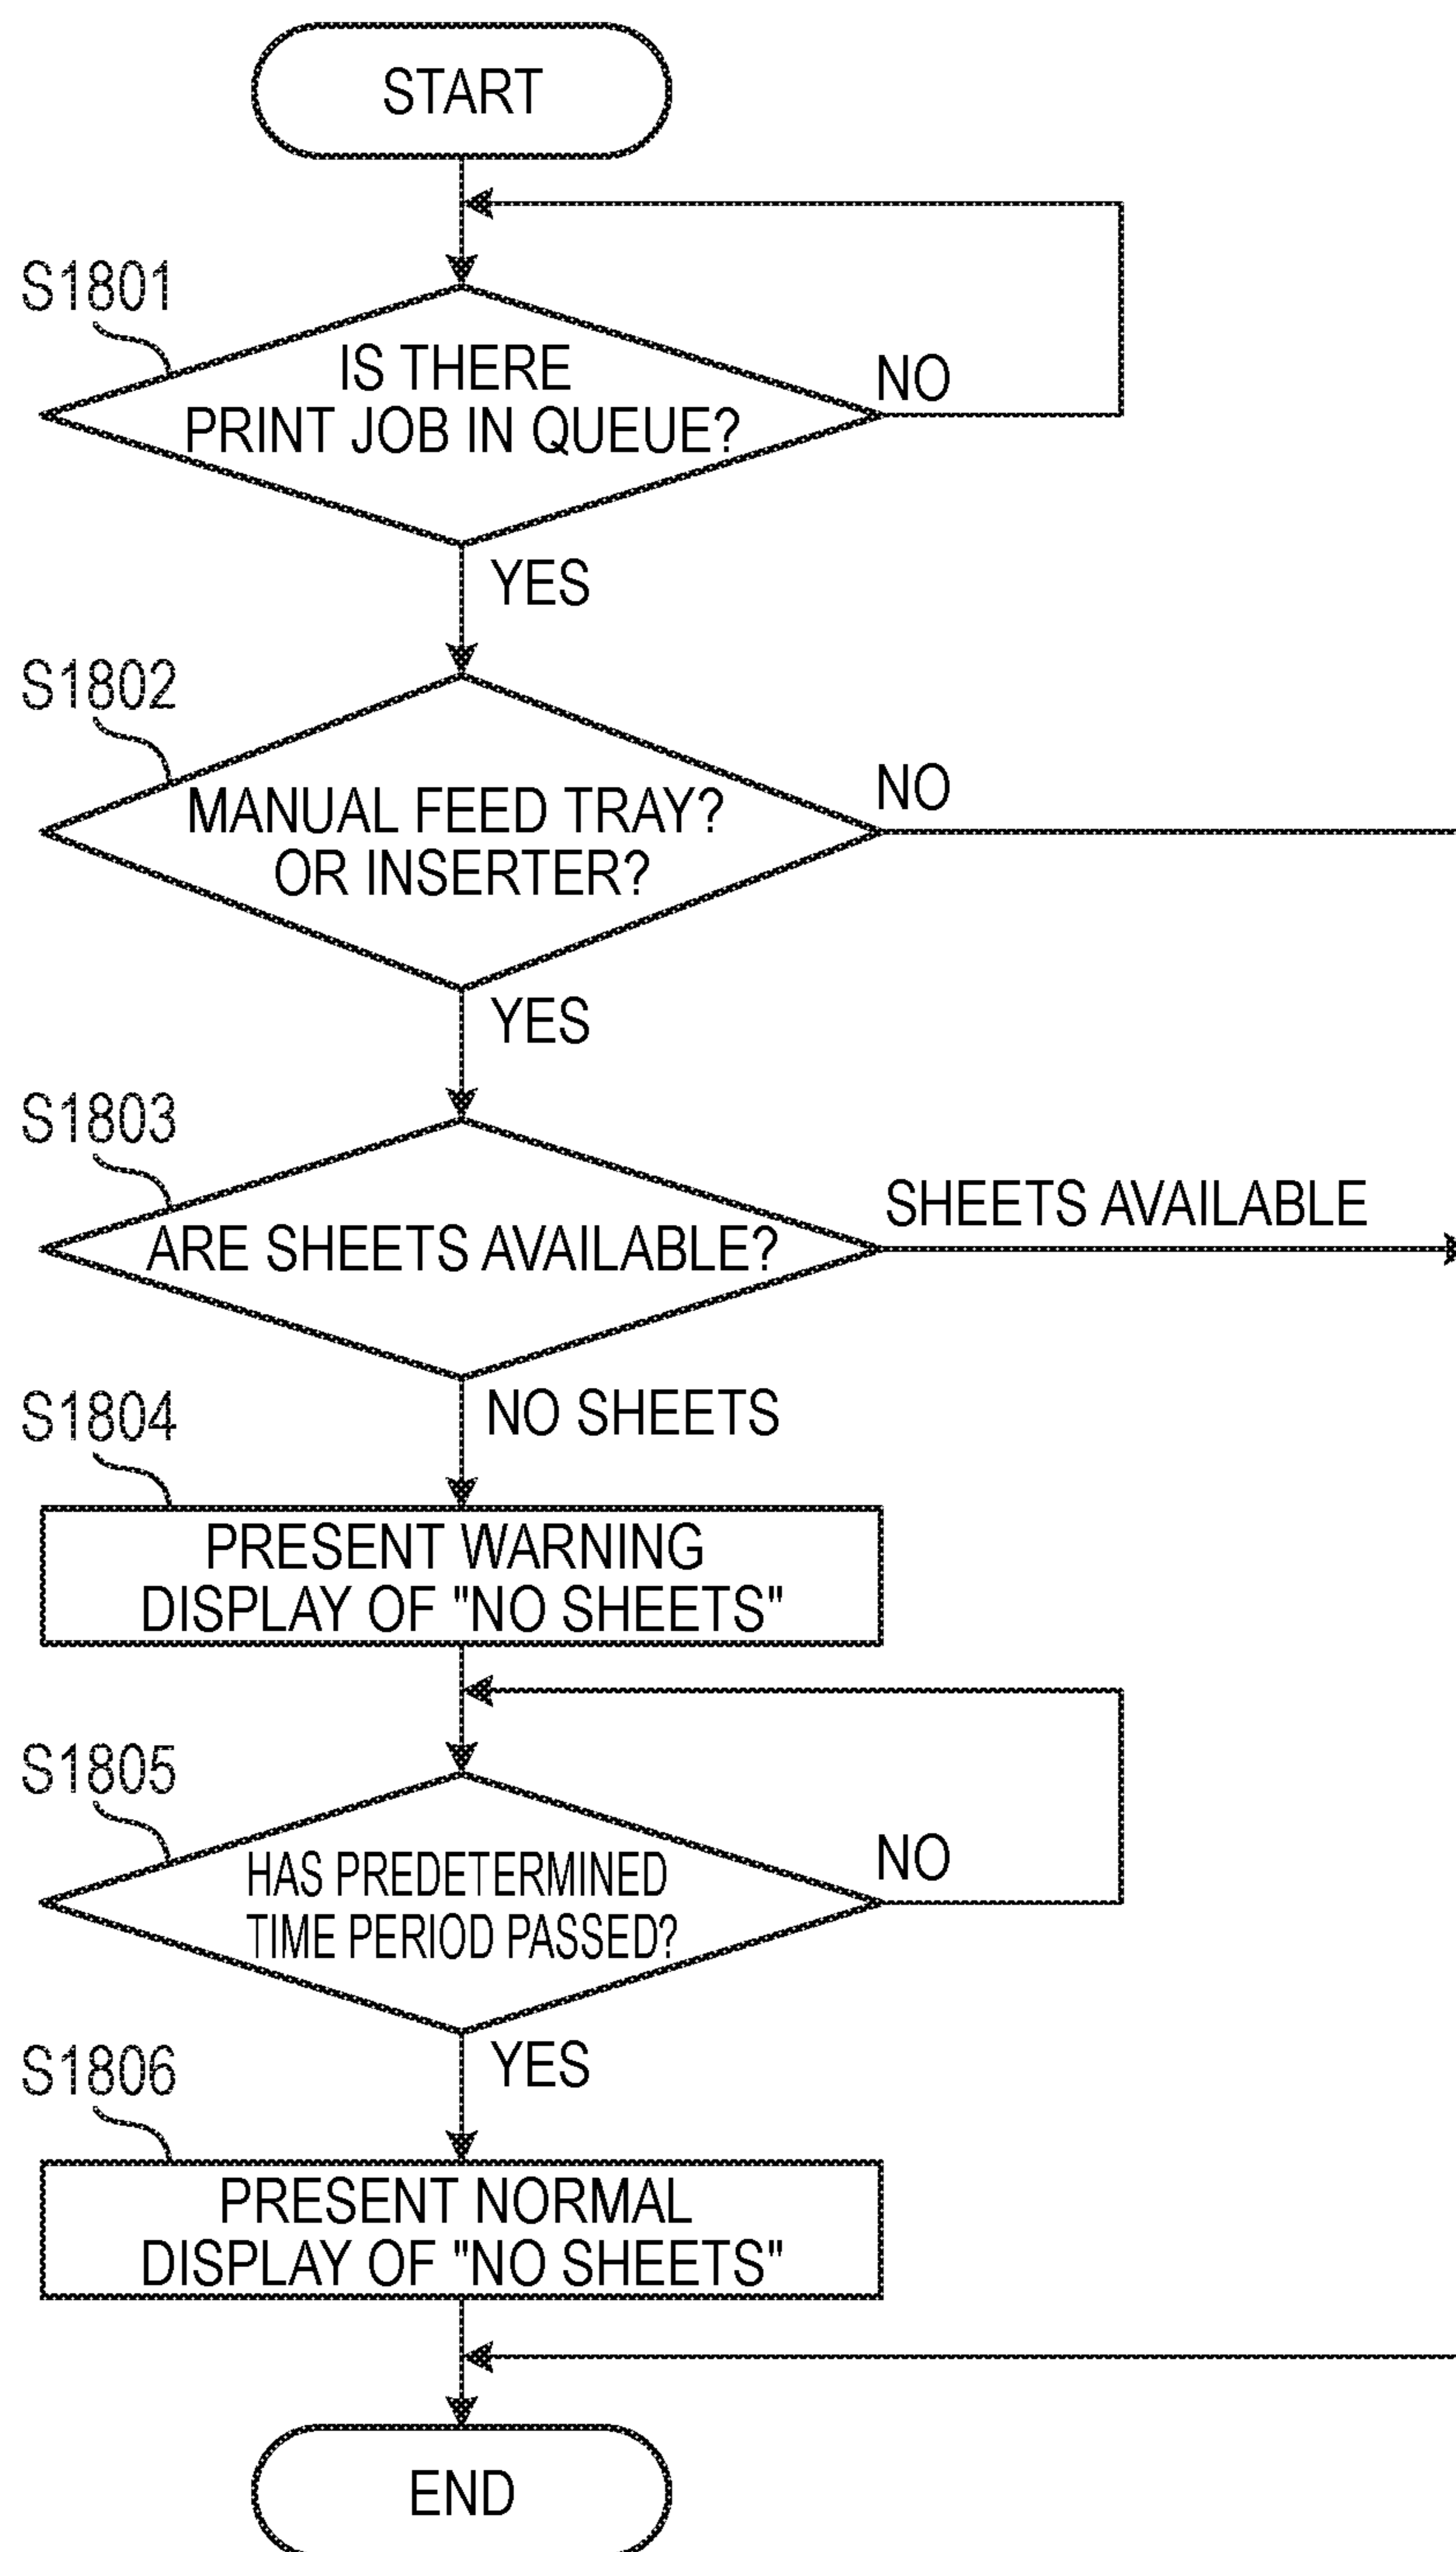 START
S1801
IS THERE
PRINT JOB IN QUEUE?
NO
YES
S1802
MANUAL FEED TRAY?
OR INSERTER?
NO
YES
S1803
ARE SHEETS AVAILABLE?
SHEETS AVAILABLE
NO SHEETS
S1804
PRESENT WARNING
DISPLAY OF "NO SHEETS"
S1805
HAS PREDETERMINED
TIME PERIOD PASSED?
NO
YES
S1806
PRESENT NORMAL
DISPLAY OF "NO SHEETS"
END